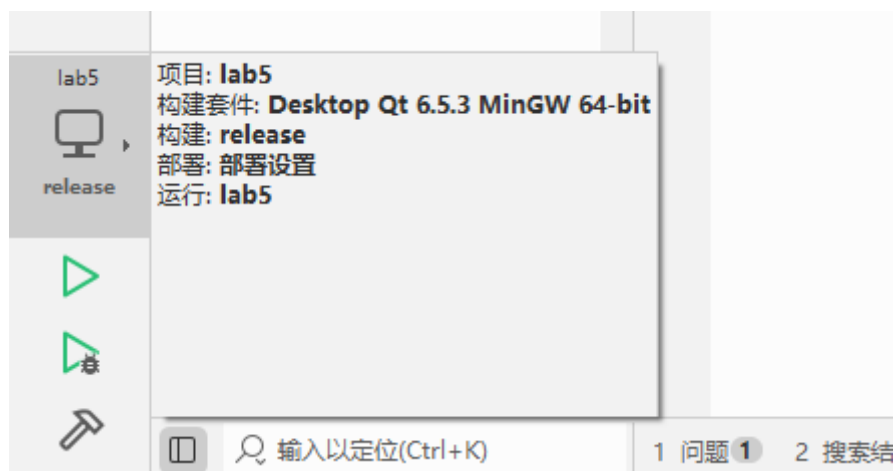 lab5
release
项目: lab5
构建套件: Desktop Qt 6.5.3 MinGW 64-bit
构建: release
部署: 部署设置
运行: lab5
输入以定位(Ctrl+K)
1 问题 1 2 搜索结